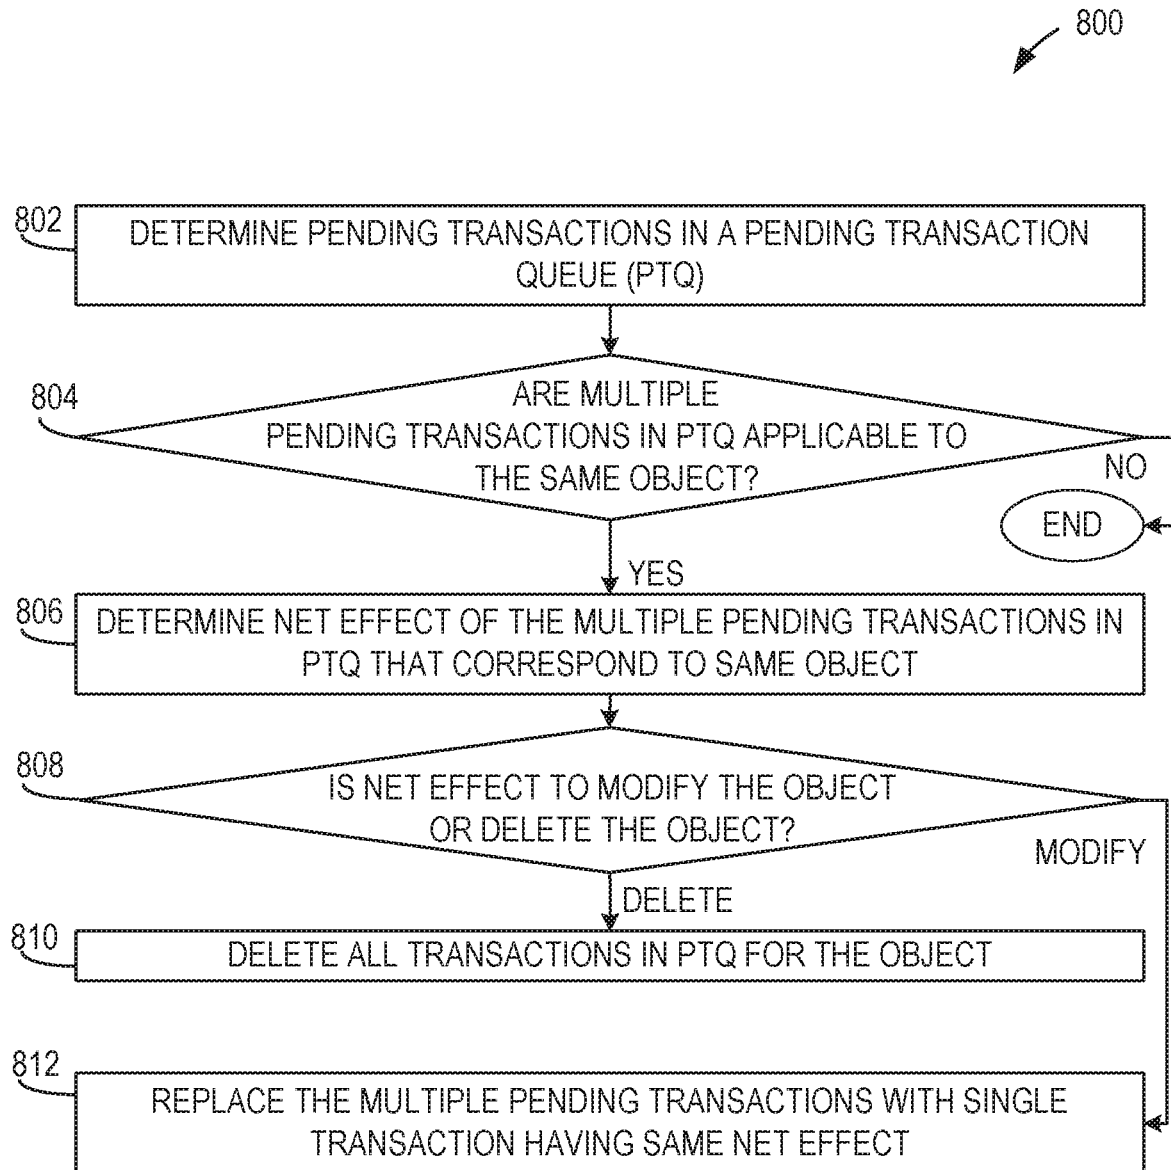 800
802
DETERMINE PENDING TRANSACTIONS IN A PENDING TRANSACTION
QUEUE (PTQ)
804
ARE MULTIPLE
PENDING TRANSACTIONS IN PTQ APPLICABLE TO
THE SAME OBJECT?
NO
END
YES
806
DETERMINE NET EFFECT OF THE MULTIPLE PENDING TRANSACTIONS IN
PTQ THAT CORRESPOND TO SAME OBJECT
808
IS NET EFFECT TO MODIFY THE OBJECT
OR DELETE THE OBJECT?
MODIFY
DELETE
810
DELETE ALL TRANSACTIONS IN PTQ FOR THE OBJECT
812
REPLACE THE MULTIPLE PENDING TRANSACTIONS WITH SINGLE
TRANSACTION HAVING SAME NET EFFECT